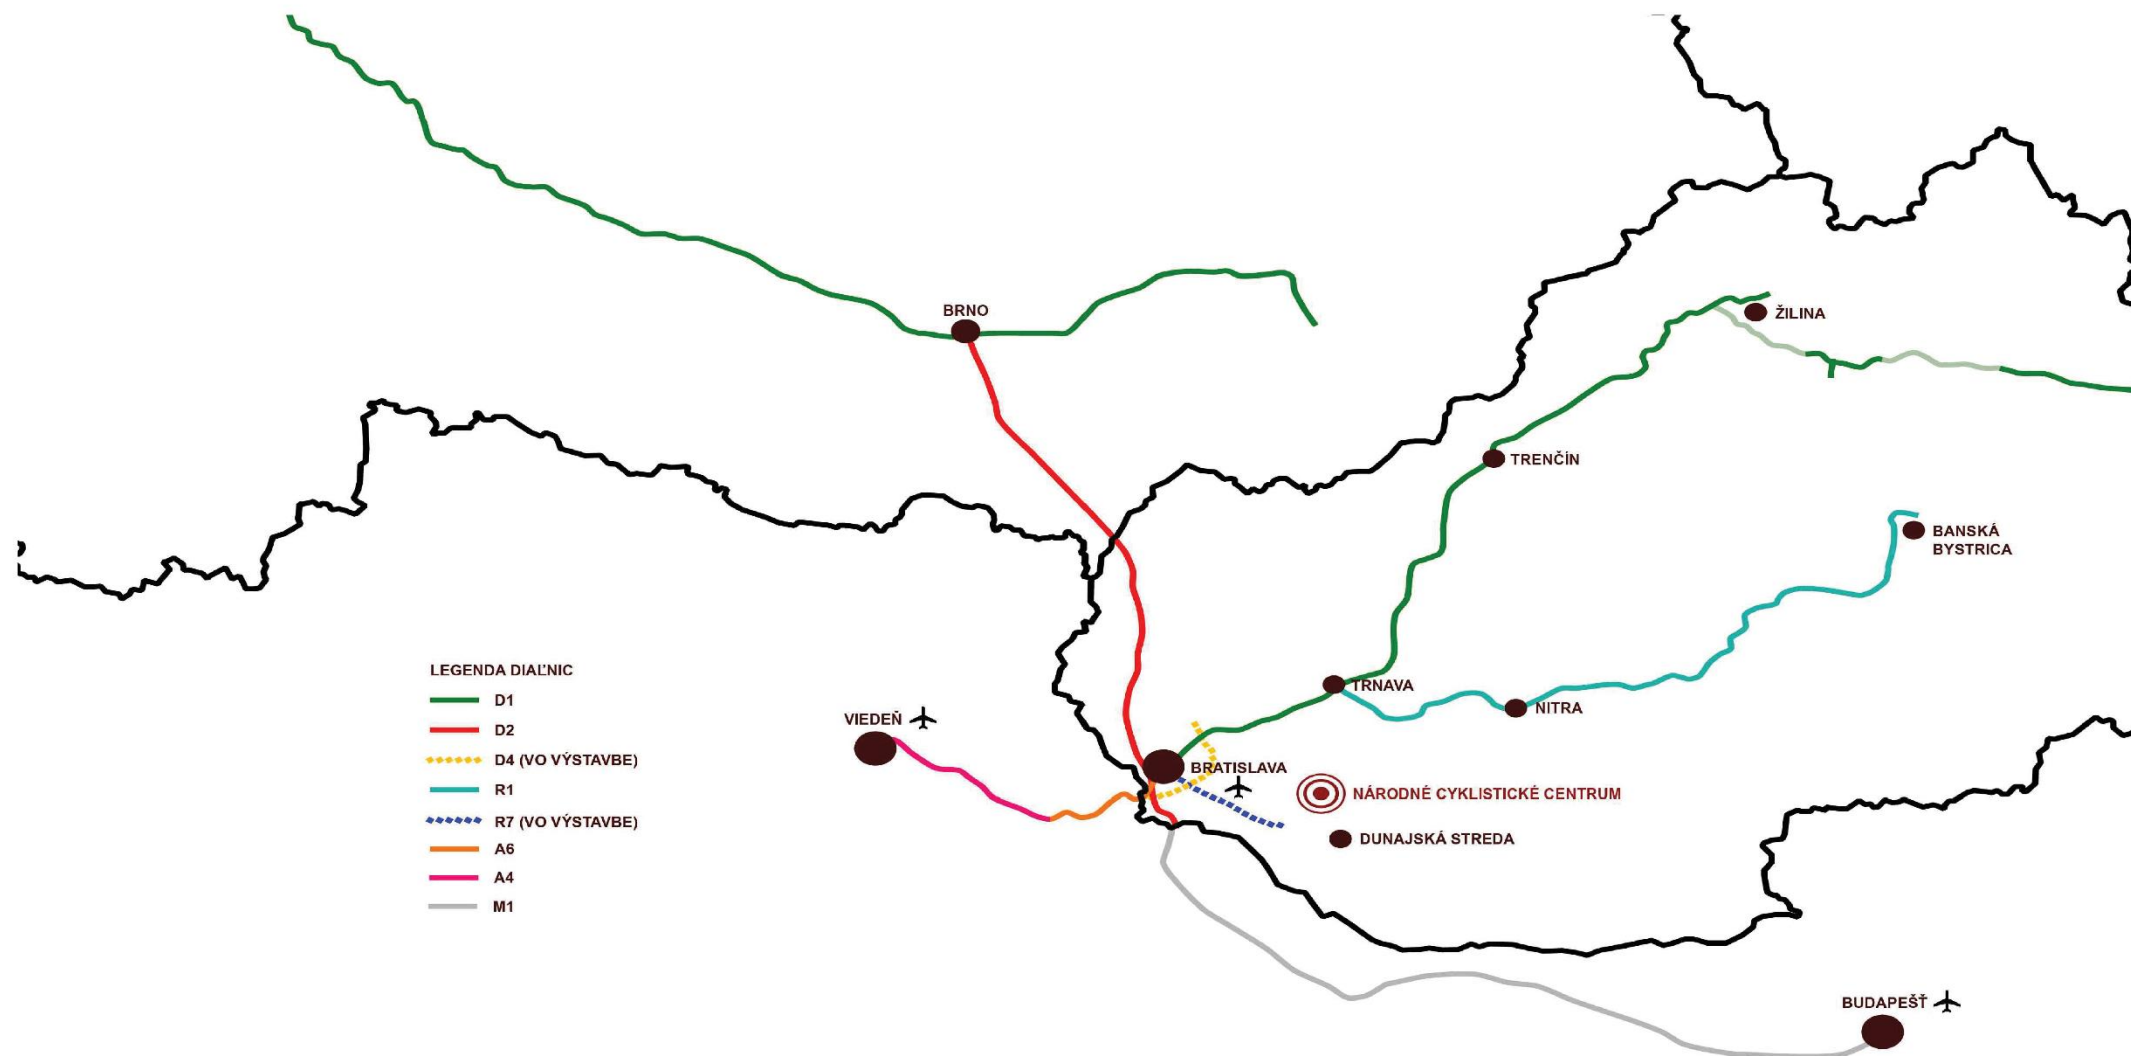 BRNO
ŽILINA
TRENČÍN
BANSKÁ
BYSTRICA
LEGENDA DIAĽNIC
D1
D2
D4 (VO VÝSTAVBE)
R1
R7 (VO VÝSTAVBE)
A6
A4
M1
TRNAVA
NITRA
VIEDEŇ
BRATISLAVA
NÁRODNÉ CYKLISTICKÉ CENTRUM
DUNAJSKÁ STREDA
BUDAPEŠŤ